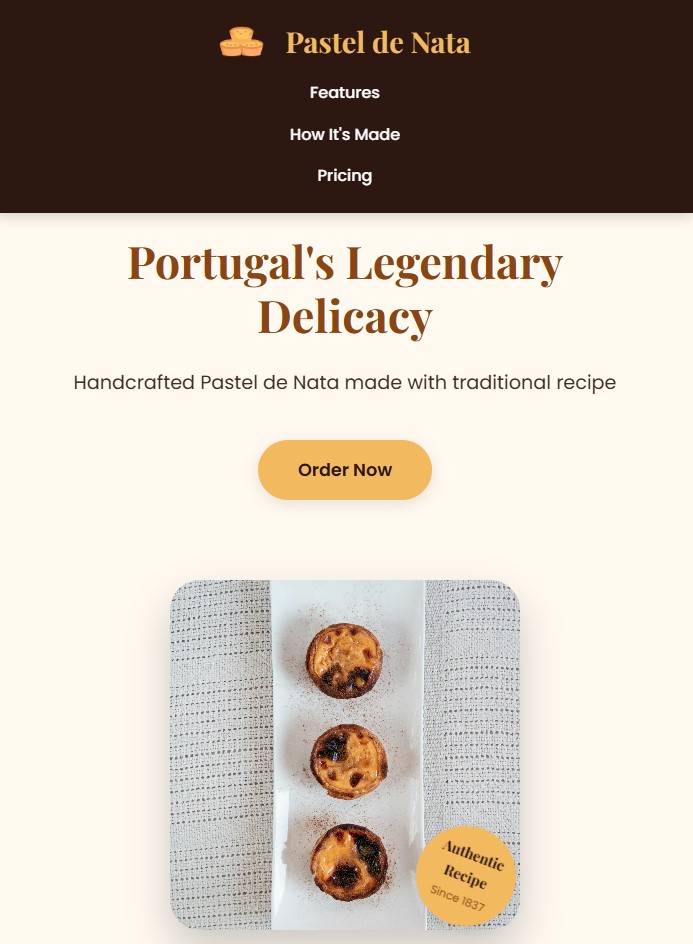 Pastel de Nata
Features
How It's Made
Pricing
Portugal's Legendary
Delicacy
Handcrafted Pastel de Nata made with traditional recipe
Order Now
Authentic
Recipe
Since 1837